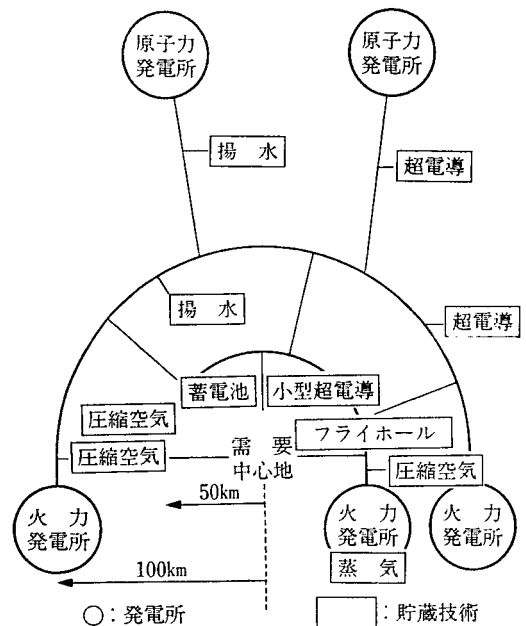 原子力
発電所
原子力
発電所
揚 水
超電導
揚 水
超電導
蓄電池
小型超電導
圧縮空気
フライホール
圧縮空気
需 要
中心地
圧縮空気
50km
火 力
発電所
火 力
発電所
蒸 気
火 力
発電所
100km
○：発電所
：貯蔵技術